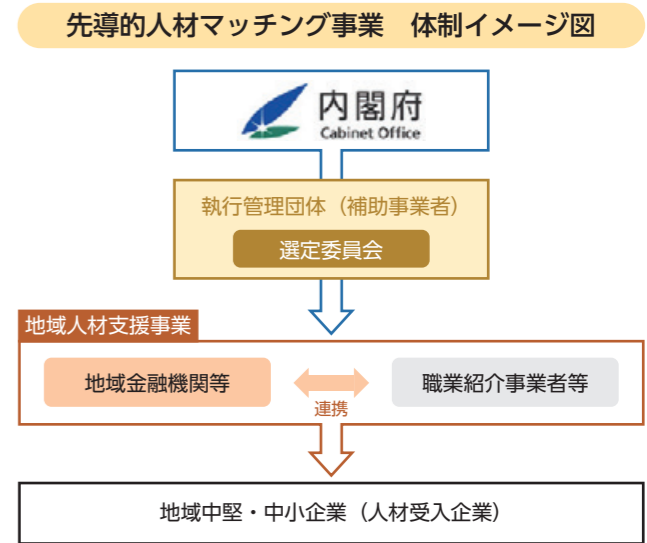 先導的人材マッチング事業　体制イメージ図
内閣府
Cabinet Office
執行管理団体（補助事業者）
選定委員会
地域人材支援事業
地域金融機関等
連携
職業紹介事業者等
地域中堅・中小企業（人材受入企業）